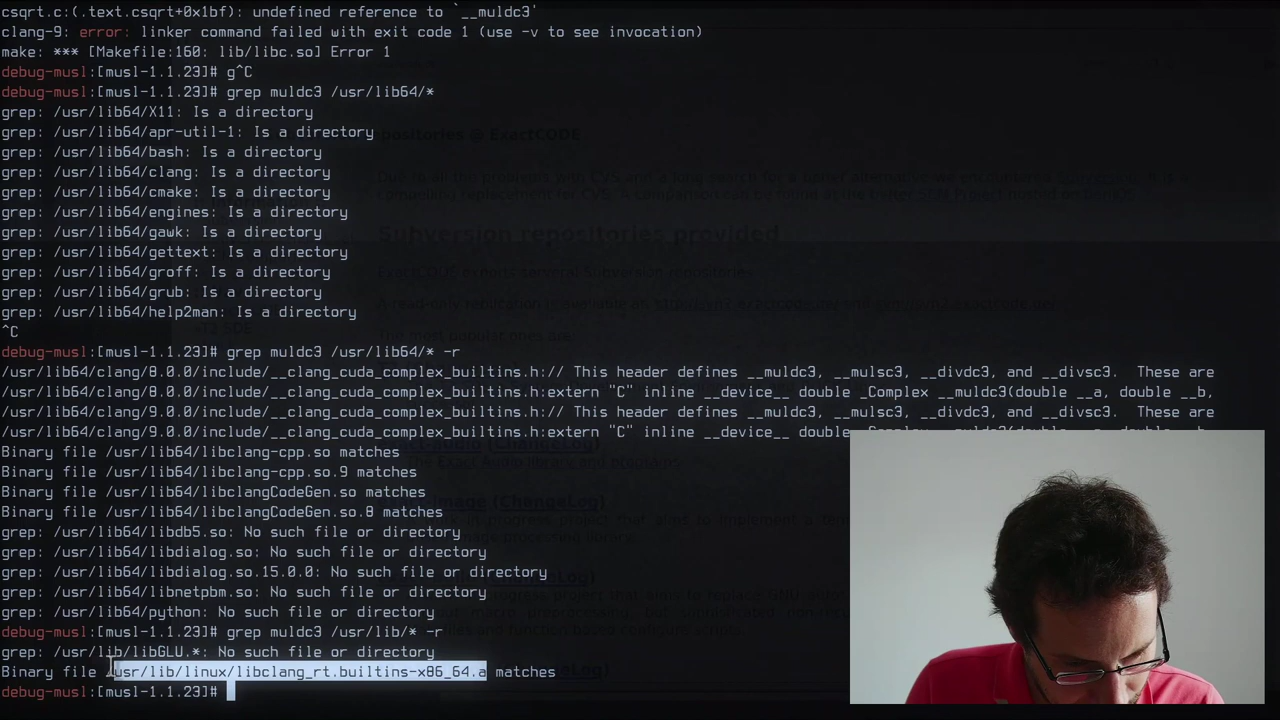 csqrt.c:(.text.csqrt+0x1bf): undefined reference to `__muldc3'
clang-9: error: linker command failed with exit code 1 (use -v to see invocation)
make: *** [Makefile:160: lib/libc.so] Error 1
debug-musl:[musl-1.1.23]# g^C
debug-musl:[musl-1.1.23]# grep muldc3 /usr/lib64/*
grep: /usr/lib64/X11: Is a directory
grep: /usr/lib64/apr-util-1: Is a directory
grep: /usr/lib64/bash: Is a directory
grep: /usr/lib64/clang: Is a directory
grep: /usr/lib64/cmake: Is a directory
grep: /usr/lib64/engines: Is a directory
grep: /usr/lib64/gawk: Is a directory
grep: /usr/lib64/gettext: Is a directory
grep: /usr/lib64/groff: Is a directory
grep: /usr/lib64/grub: Is a directory
grep: /usr/lib64/help2man: Is a directory
^C
debug-musl:[musl-1.1.23]# grep muldc3 /usr/lib64/* -r
/usr/lib64/clang/8.0.0/include/__clang_cuda_complex_builtins.h:// This header defines __muldc3, __mulsc3, __divdc3, and __divsc3.  These are
/usr/lib64/clang/8.0.0/include/__clang_cuda_complex_builtins.h:extern "C" inline __device__ double _Complex __muldc3(double __a, double __b,
/usr/lib64/clang/9.0.0/include/__clang_cuda_complex_builtins.h:// This header defines __muldc3, __mulsc3, __divdc3, and __divsc3.  These are
/usr/lib64/clang/9.0.0/include/__clang_cuda_complex_builtins.h:extern "C" inline __device__ double
Binary file /usr/lib64/libclang-cpp.so matches
Binary file /usr/lib64/libclang-cpp.so.9 matches
Binary file /usr/lib64/libclangCodeGen.so matches
Binary file /usr/lib64/libclangCodeGen.so.8 matches
grep: /usr/lib64/libdb5.so: No such file or directory
grep: /usr/lib64/libdialog.so: No such file or directory
grep: /usr/lib64/libdialog.so.15.0.0: No such file or directory
grep: /usr/lib64/libnetpbm.so: No such file or directory
grep: /usr/lib64/python: No such file or directory
debug-musl:[musl-1.1.23]# grep muldc3 /usr/lib/* -r
grep: /usr/lib/libGLU.*: No such file or directory
Binary file /usr/lib/linux/libclang_rt.builtins-x86_64.a matches
debug-musl:[musl-1.1.23]#
Repositories @ ExactCODE
Subversion repositories provided
ExactCODE exports serveral Subversion repositories.
The most popular ones are:
(ChangeLog)